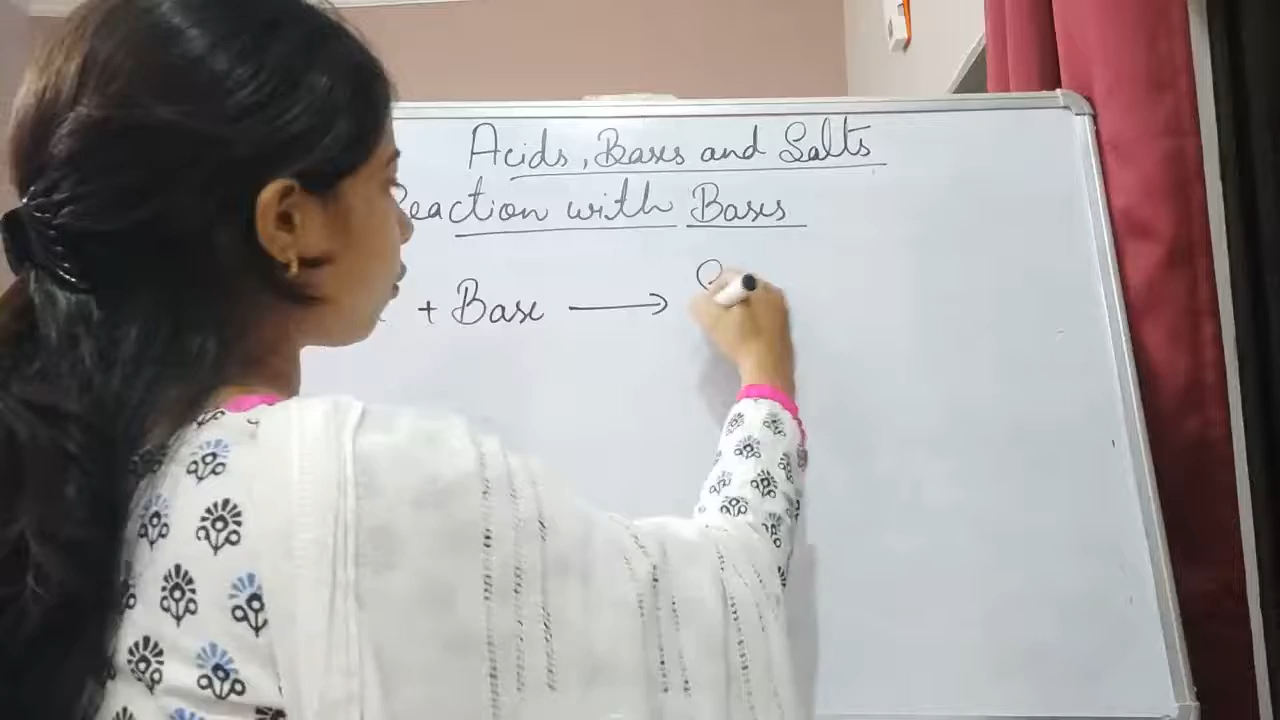 Acids, Bases and Salts
Reaction with Bases
+ Base ⟶